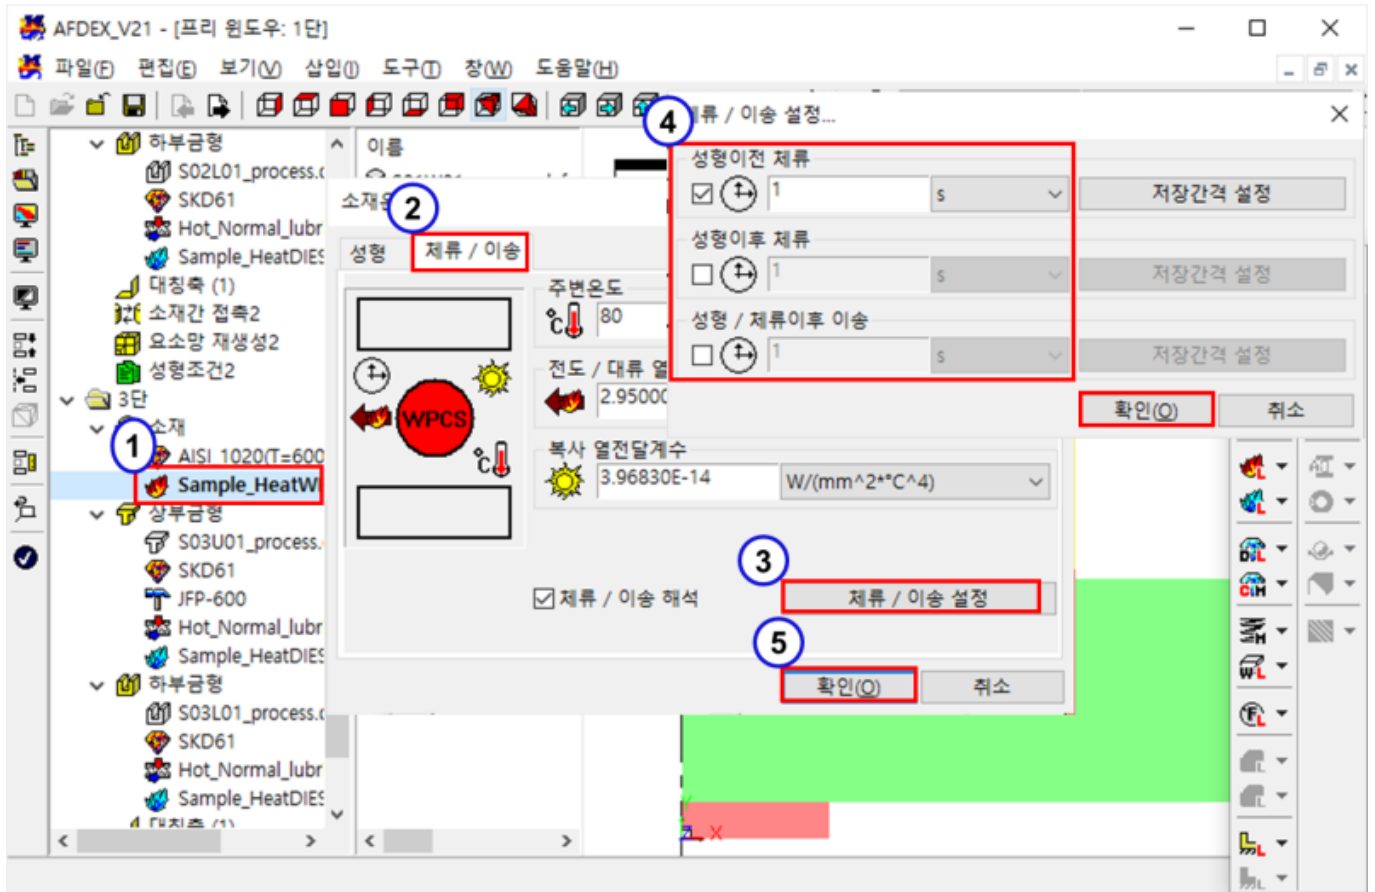 AFDEX_V21 - [프리 윈도우: 1단]
파일(F) 편집(E) 보기(V) 삽입(I) 도구(T) 창(W) 도움말(H)
하부금형
S02L01_process.
SKD61
Hot_Normal_lubr
Sample_HeatDIES
대칭축 (1)
소재간 접촉2
요소망 재생성2
성형조건2
3단
소재
1
AISI_1020(T=600
Sample_HeatWI
상부금형
S03U01_process.
SKD61
JFP-600
Hot_Normal_lubr
Sample_HeatDIES
하부금형
S03L01_process.
SKD61
Hot_Normal_lubr
Sample_HeatDIES
대칭축 (1)
이름
2
성형
체류 / 이송
WPCS
°C
주변온도
°C
80
전도 / 대류 열
2.95000
복사 열전달계수
3.96830E-14
W/(mm^2*°C^4)
체류 / 이송 해석
3
체류 / 이송 설정
5
확인(O)
취소
4
류 / 이송 설정...
성형이전 체류
1
s
저장간격 설정
성형이후 체류
1
s
저장간격 설정
성형 / 체류이후 이송
1
s
저장간격 설정
확인(O)
취소
Y
Z
X